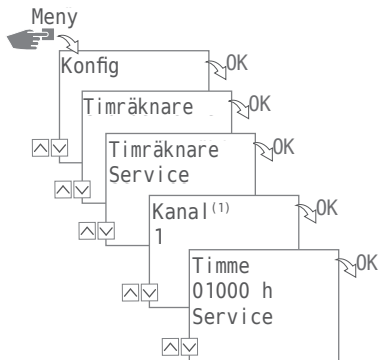 Meny
Konfig
OK
Timräknare
OK
Timräknare
Service
OK
Kanal(1)
1
OK
Timme
01000 h
Service
OK